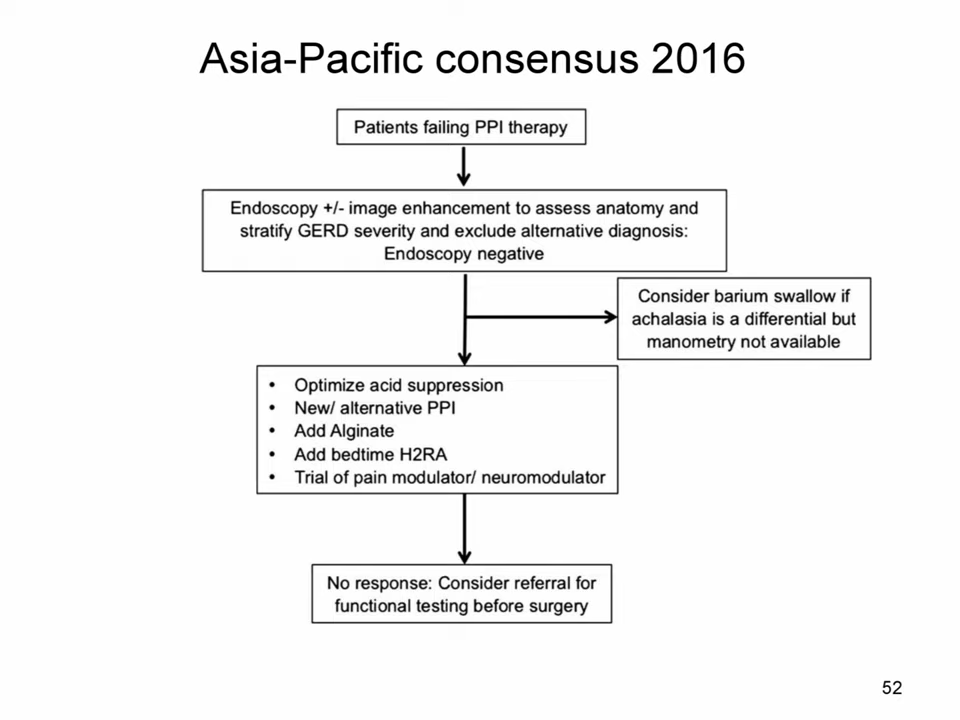 Asia-Pacific consensus 2016
Patients failing PPI therapy
Endoscopy +/- image enhancement to assess anatomy and
stratify GERD severity and exclude alternative diagnosis:
Endoscopy negative
Consider barium swallow if
achalasia is a differential but
manometry not available
• Optimize acid suppression
• New/ alternative PPI
• Add Alginate
• Add bedtime H2RA
• Trial of pain modulator/ neuromodulator
No response: Consider referral for
functional testing before surgery
52